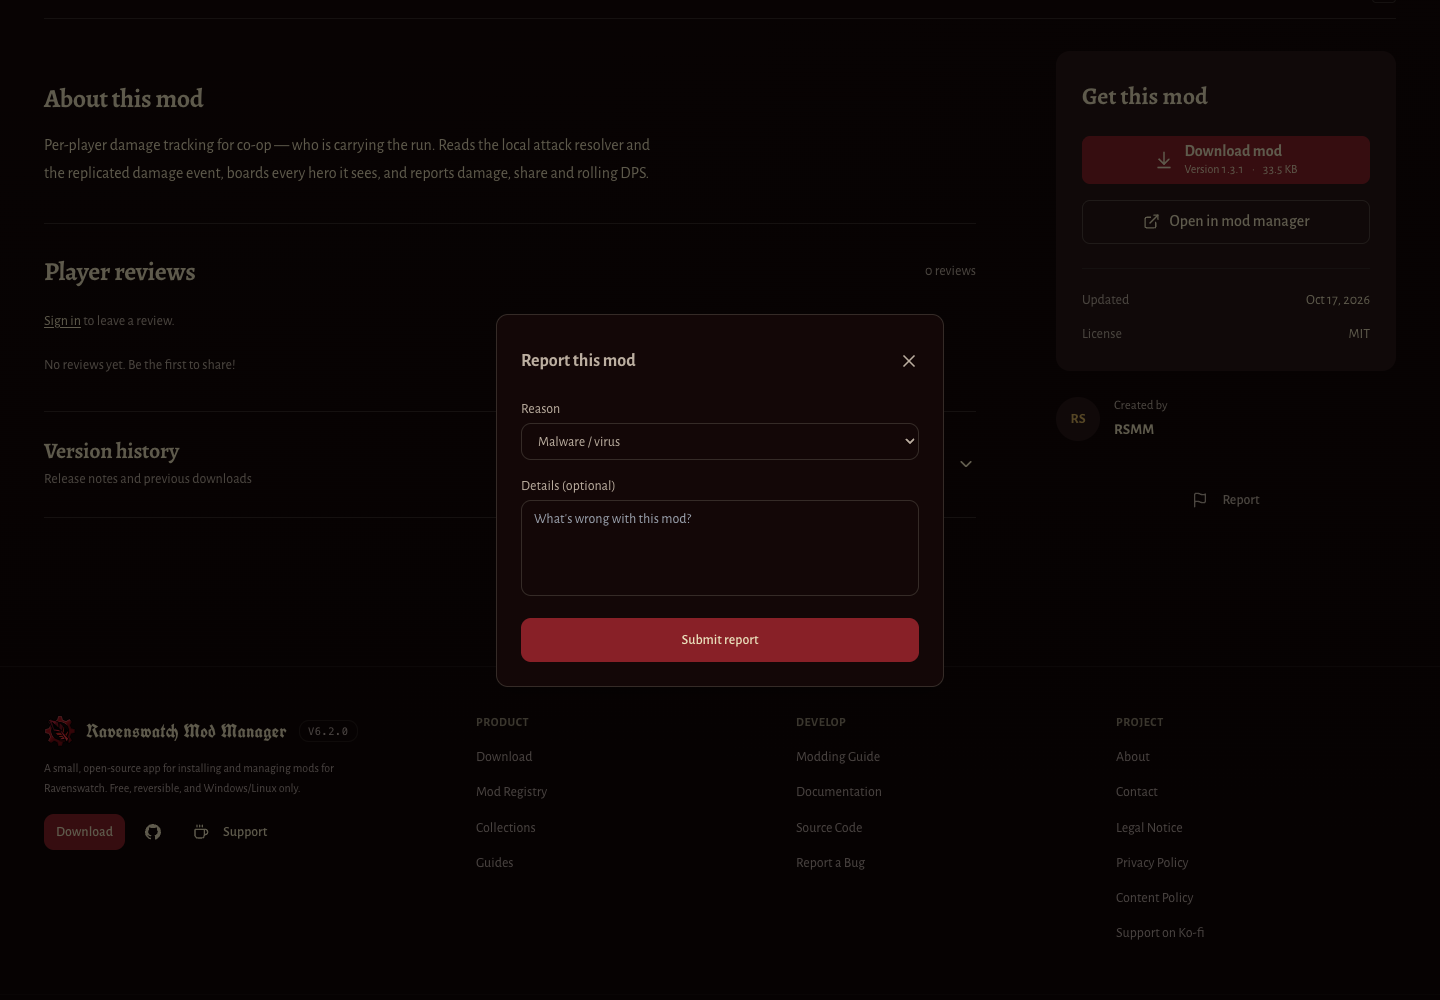 About this mod
Per-player damage tracking for co-op — who is carrying the run. Reads the local attack resolver and
the replicated damage event, boards every hero it sees, and reports damage, share and rolling DPS.
Player reviews
0 reviews
Sign in to leave a review.
No reviews yet. Be the first to share!
Version history
Release notes and previous downloads
Get this mod
Download mod
Version 1.3.1 · 33.5 KB
Open in mod manager
Updated Oct 17, 2026
License MIT
RS
Created by
RSMM
Report
Report this mod
Reason
Malware / virus
Details (optional)
What's wrong with this mod?
Submit report
Ravenswatch Mod Manager V6.2.0
A small, open-source app for installing and managing mods for
Ravenswatch. Free, reversible, and Windows/Linux only.
Download
Support
PRODUCT
Download
Mod Registry
Collections
Guides
DEVELOP
Modding Guide
Documentation
Source Code
Report a Bug
PROJECT
About
Contact
Legal Notice
Privacy Policy
Content Policy
Support on Ko-fi